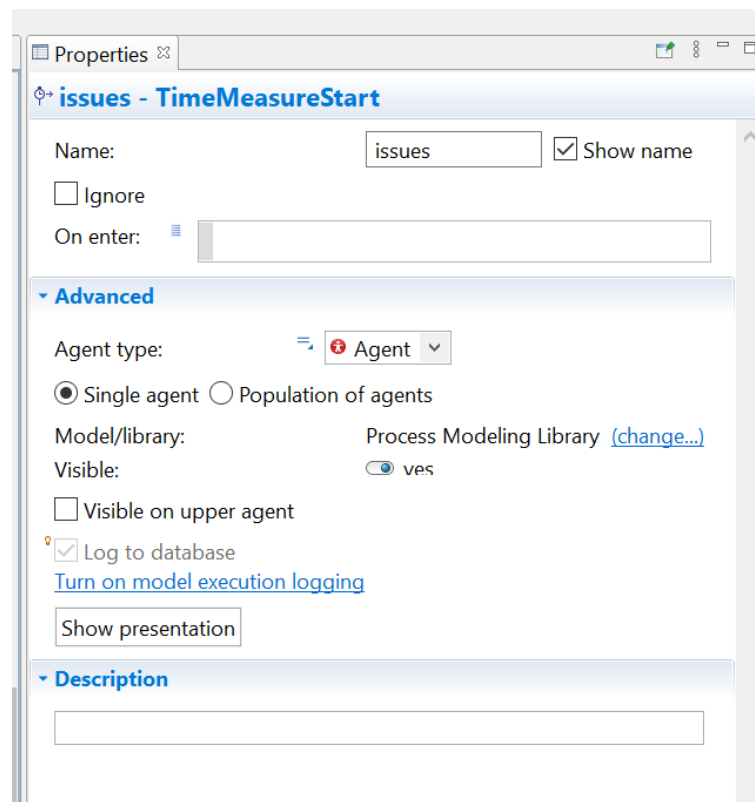 Properties
issues - TimeMeasureStart
Name: issues Show name
Ignore
On enter:
Advanced
Agent type: Agent
Single agent Population of agents
Model/library: Process Modeling Library (change...)
Visible: yes
Visible on upper agent
Log to database
Turn on model execution logging
Show presentation
Description